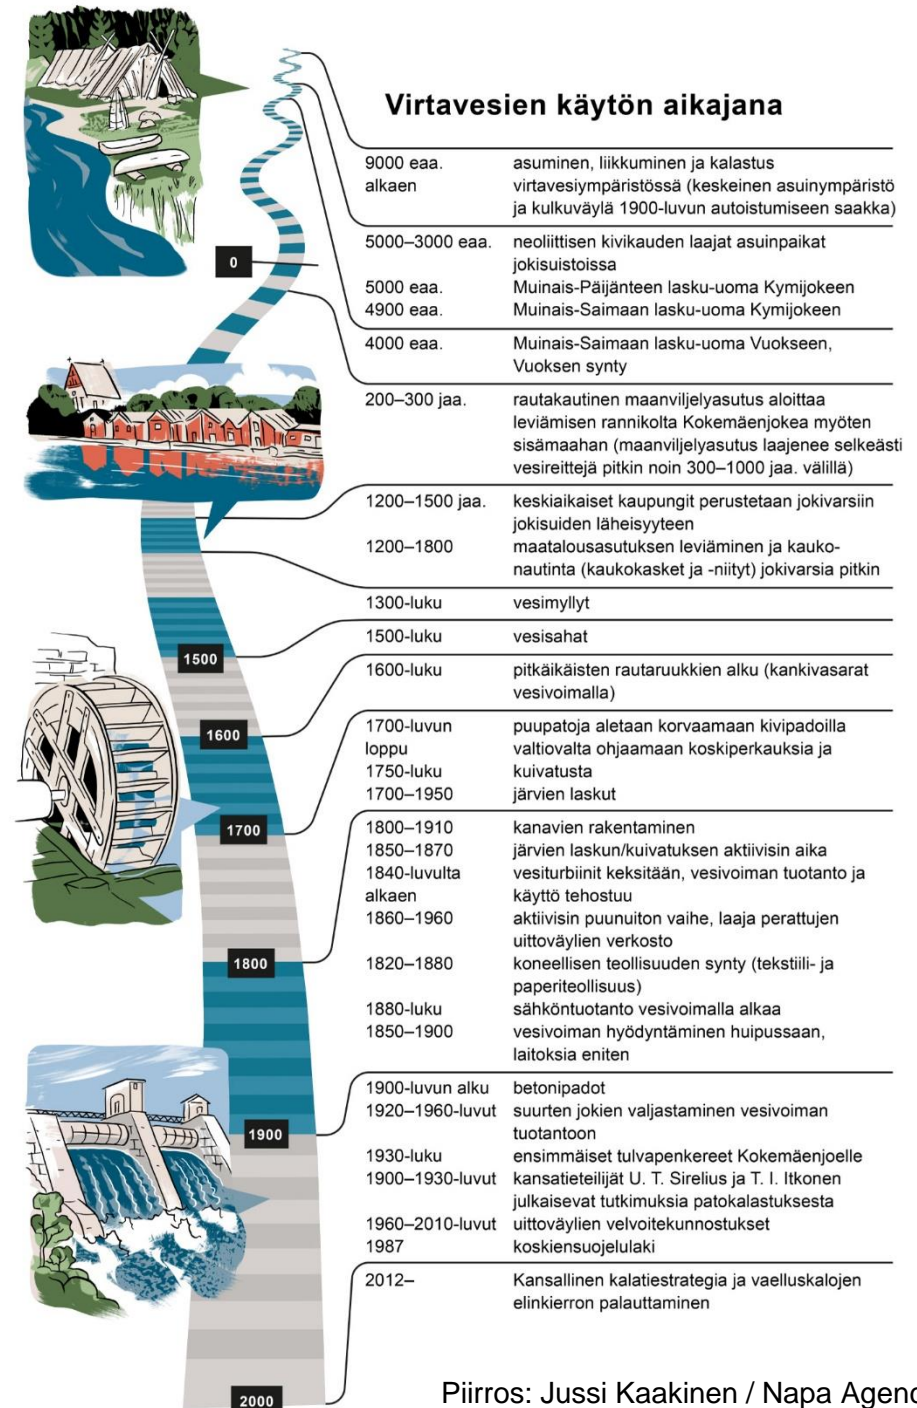 Virtavesien käytön aikajana
9000 eaa. asuminen, liikkuminen ja kalastus
alkaen virtavesiympäristössä (keskeinen asuinympäristö
ja kulkuväylä 1900-luvun autoistumiseen saakka)
5000–3000 eaa. neoliittisen kivikauden laajat asuinpaikat
jokisuistoissa
0
5000 eaa. Muinais-Päijänteen lasku-uoma Kymijokeen
4900 eaa. Muinais-Saimaan lasku-uoma Kymijokeen
4000 eaa. Muinais-Saimaan lasku-uoma Vuokseen,
Vuoksen synty
200–300 jaa. rautakautinen maanviljelyasutus aloittaa
leviämisen rannikolta Kokemäenjokea myöten
sisämaahan (maanviljelyasutus laajenee selkeästi
vesireittejä pitkin noin 300–1000 jaa. välillä)
1200–1500 jaa. keskiaikaiset kaupungit perustetaan jokivarsiin
jokisuiden läheisyyteen
1200–1800 maatalousasutuksen leviäminen ja kauko-
nautinta (kaukokasket ja -niityt) jokivarsia pitkin
1300-luku vesimyllyt
1500-luku vesisahat
1500
1600-luku pitkäikäisten rautaruukkien alku (kankivasarat
vesivoimalla)
1600
1700-luvun puupatoja aletaan korvaamaan kivipadoilla
loppu valtiovalta ohjaamaan koskiperkauksia ja
1750-luku kuivatusta
1700–1950 järvien laskut
1700
1800–1910 kanavien rakentaminen
1850–1870 järvien laskun/kuivatuksen aktiivisin aika
1840-luvulta vesiturbiinit keksitään, vesivoiman tuotanto ja
alkaen käyttö tehostuu
1860–1960 aktiivisin puunuiton vaihe, laaja perattujen
uittoväylien verkosto
1800
1820–1880 koneellisen teollisuuden synty (tekstiili- ja
paperiteollisuus)
1880-luku sähköntuotanto vesivoimalla alkaa
1850–1900 vesivoiman hyödyntäminen huipussaan,
laitoksia eniten
1900-luvun alku betonipadot
1920–1960-luvut suurten jokien valjastaminen vesivoiman
tuotantoon
1900
1930-luku ensimmäiset tulvapenkereet Kokemäenjoelle
1900–1930-luvut kansatieteilijät U. T. Sirelius ja T. I. Itkonen
julkaisevat tutkimuksia patokalastuksesta
1960–2010-luvut uittoväylien velvoitekunnostukset
1987 koskiensuojelulaki
2012– Kansallinen kalatiestrategia ja vaelluskalojen
elinkierron palauttaminen
2000
Piirros: Jussi Kaakinen / Napa Agenc